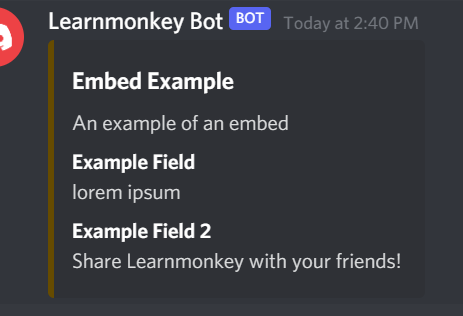 Learnmonkey Bot BOT Today at 2:40 PM
Embed Example
An example of an embed
Example Field
lorem ipsum
Example Field 2
Share Learnmonkey with your friends!